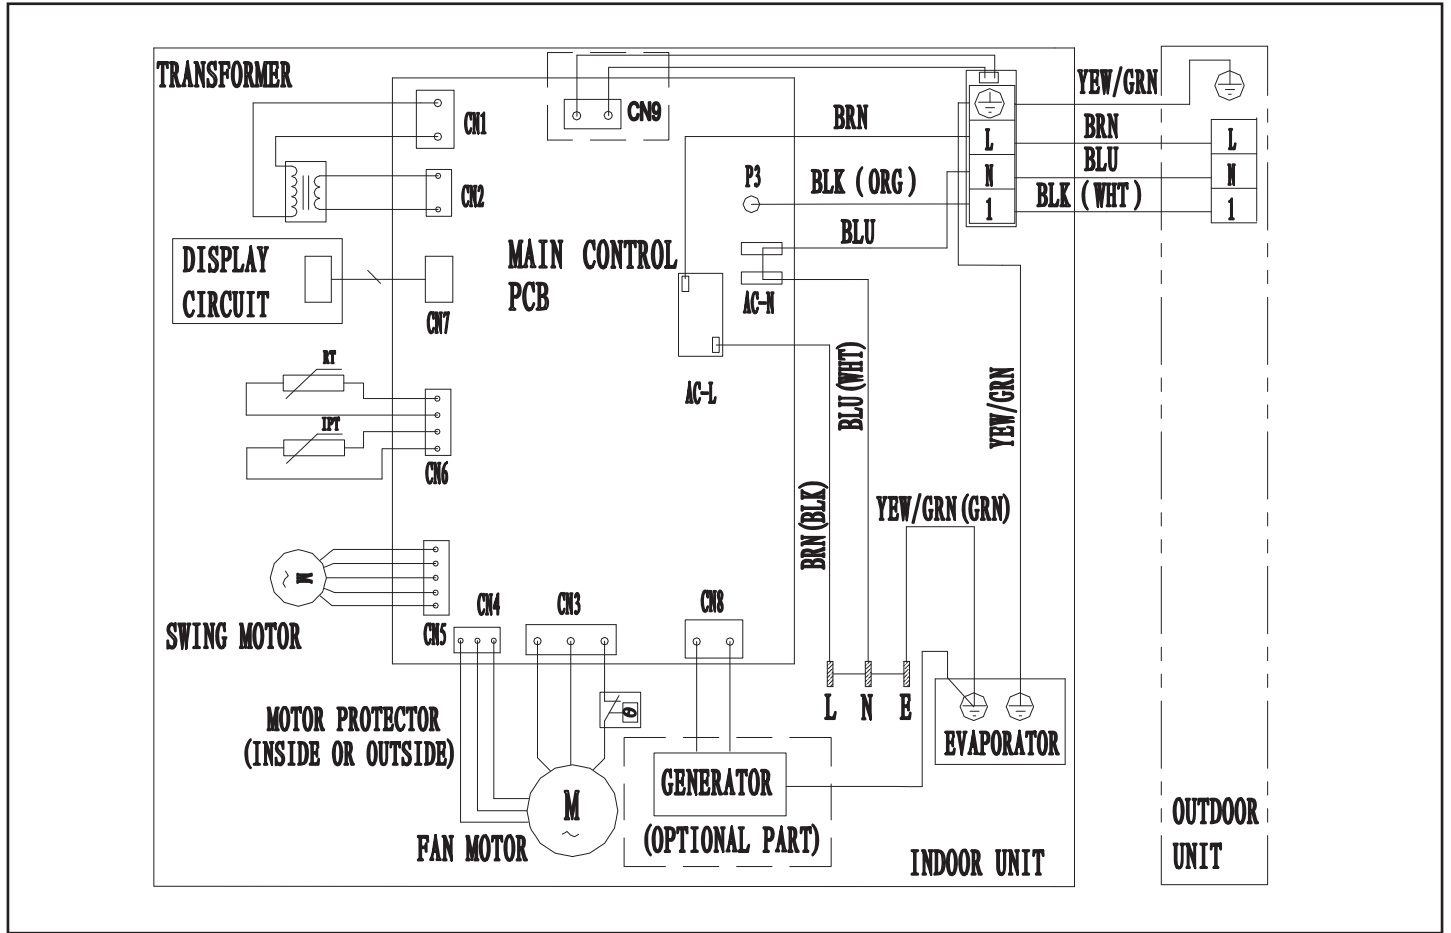 TRANSFORMER
CN1
CN2
CN9
BRN
P3
BLK (ORG)
BLU
L
N
1
YEW/GRN
BRN
BLU
BLK (WHT)
L
N
1
DISPLAY
CIRCUIT
CN7
MAIN CONTROL
PCB
AC-N
AC-L
RT
IPT
CN6
BLU (WHT)
YEW/GRN
BRN (BLK)
YEW/GRN (GRN)
M
~
SWING MOTOR
CN5
CN4
CN3
CN8
L N E
θ
MOTOR PROTECTOR
(INSIDE OR OUTSIDE)
M
~
FAN MOTOR
GENERATOR
(OPTIONAL PART)
EVAPORATOR
INDOOR UNIT
OUTDOOR
UNIT